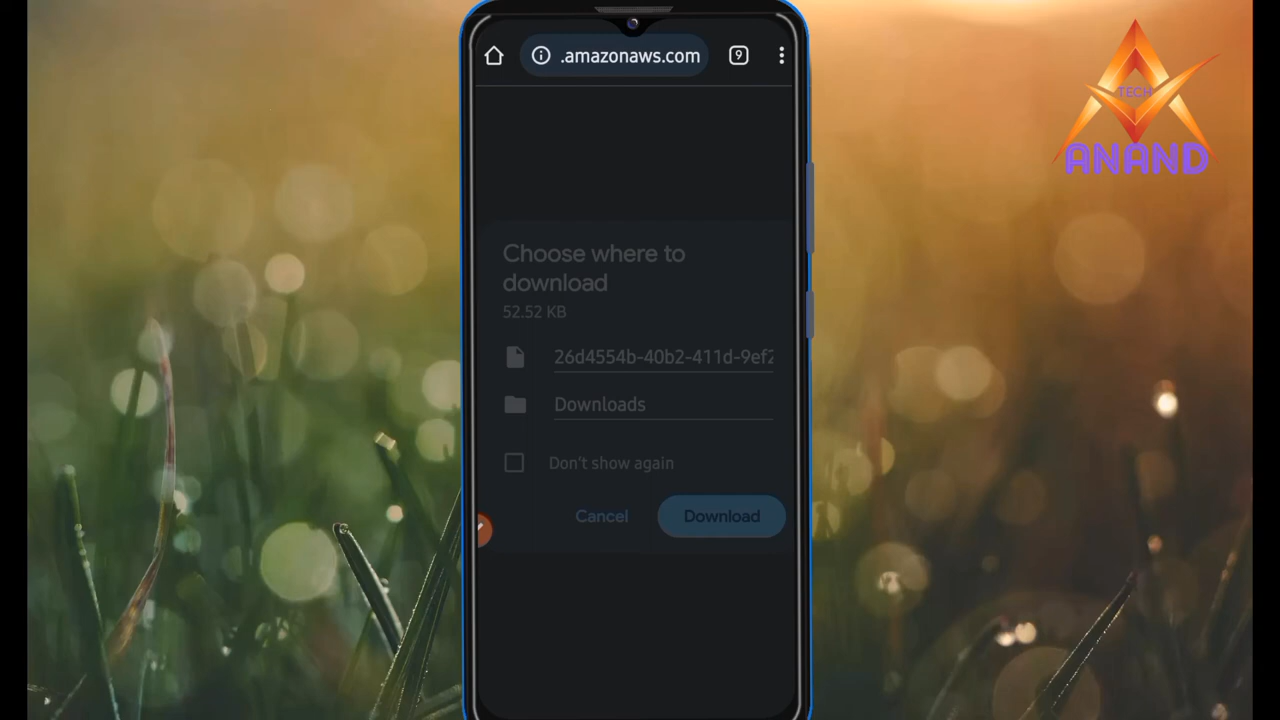 .amazonaws.com
9
TECH
ANAND
Choose where to
download
52.52 KB
26d4554b-40b2-411d-9ef2
Downloads
Don't show again
Cancel
Download